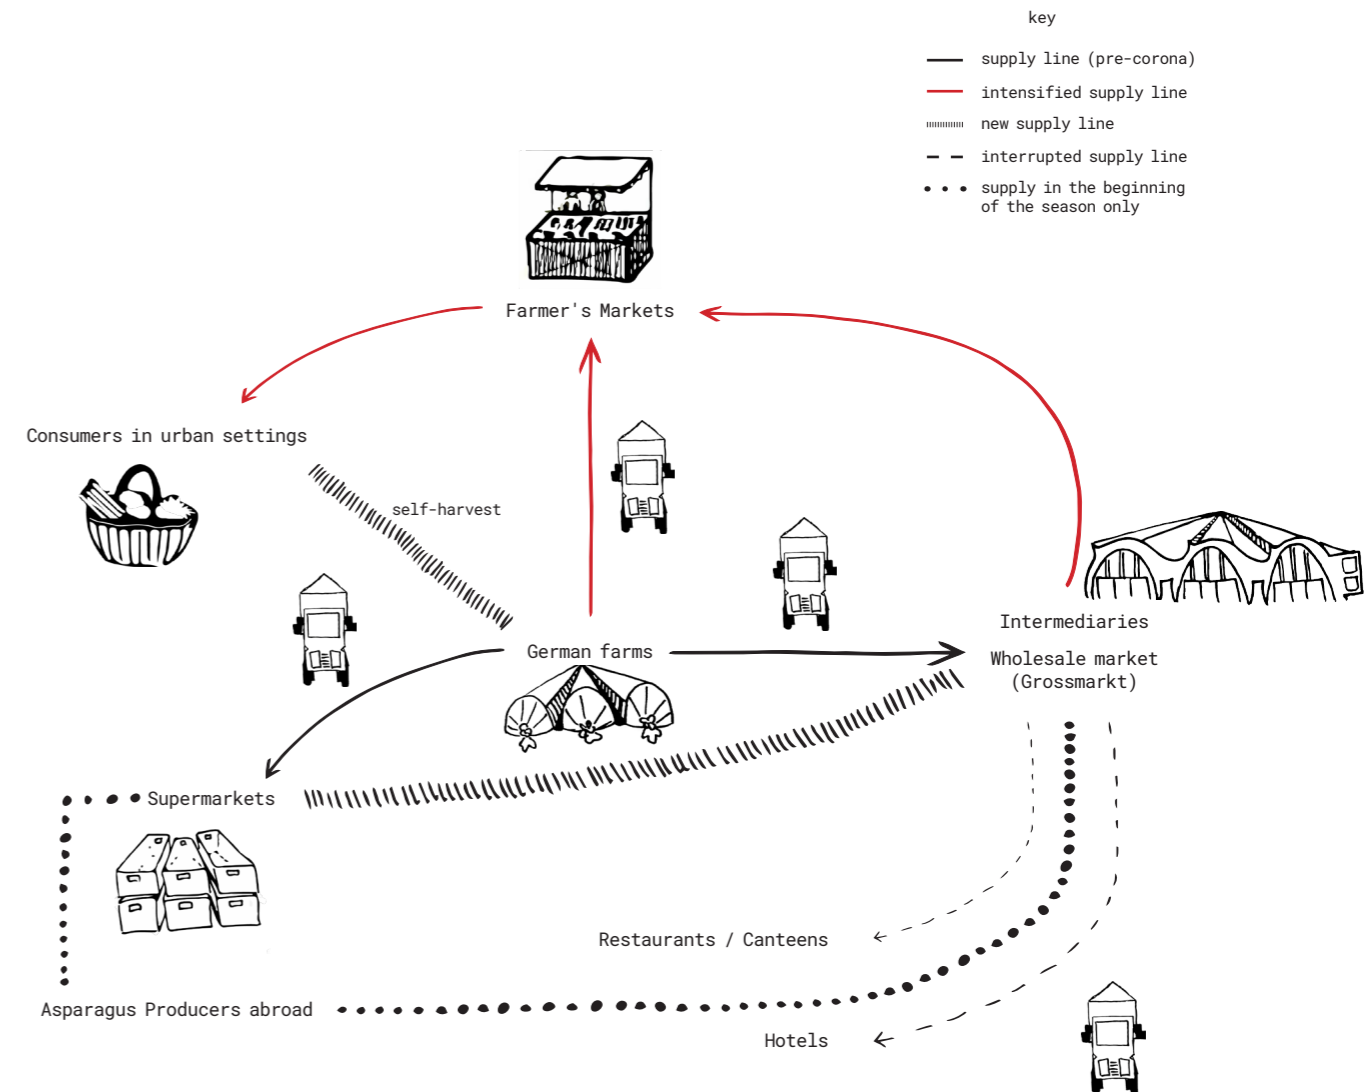 key
supply line (pre-corona)
intensified supply line
new supply line
interrupted supply line
supply in the beginning
of the season only
Farmer's Markets
Consumers in urban settings
self-harvest
Intermediaries
German farms
Wholesale market
(Grossmarkt)
Supermarkets
Restaurants / Canteens
Asparagus Producers abroad
Hotels